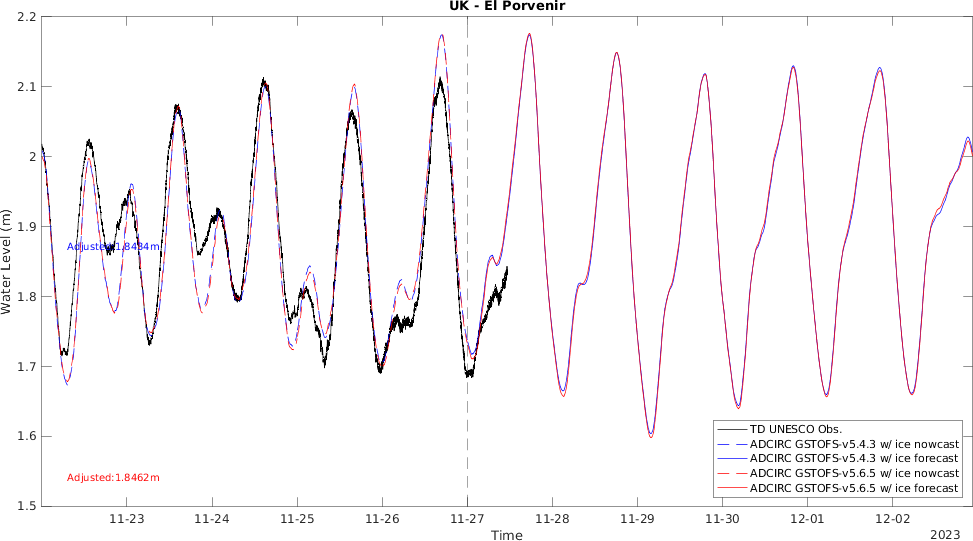 UK - El Porvenir
2.2
2.1
2
1.9
1.8
1.7
1.6
1.5
Water Level (m)
Adjusted:1.8484m
Adjusted:1.8462m
TD UNESCO Obs.
ADCIRC GSTOFS-v5.4.3 w/ ice nowcast
ADCIRC GSTOFS-v5.4.3 w/ ice forecast
ADCIRC GSTOFS-v5.6.5 w/ ice nowcast
ADCIRC GSTOFS-v5.6.5 w/ ice forecast
11-23 11-24 11-25 11-26 11-27 11-28 11-29 11-30 12-01 12-02
Time
2023